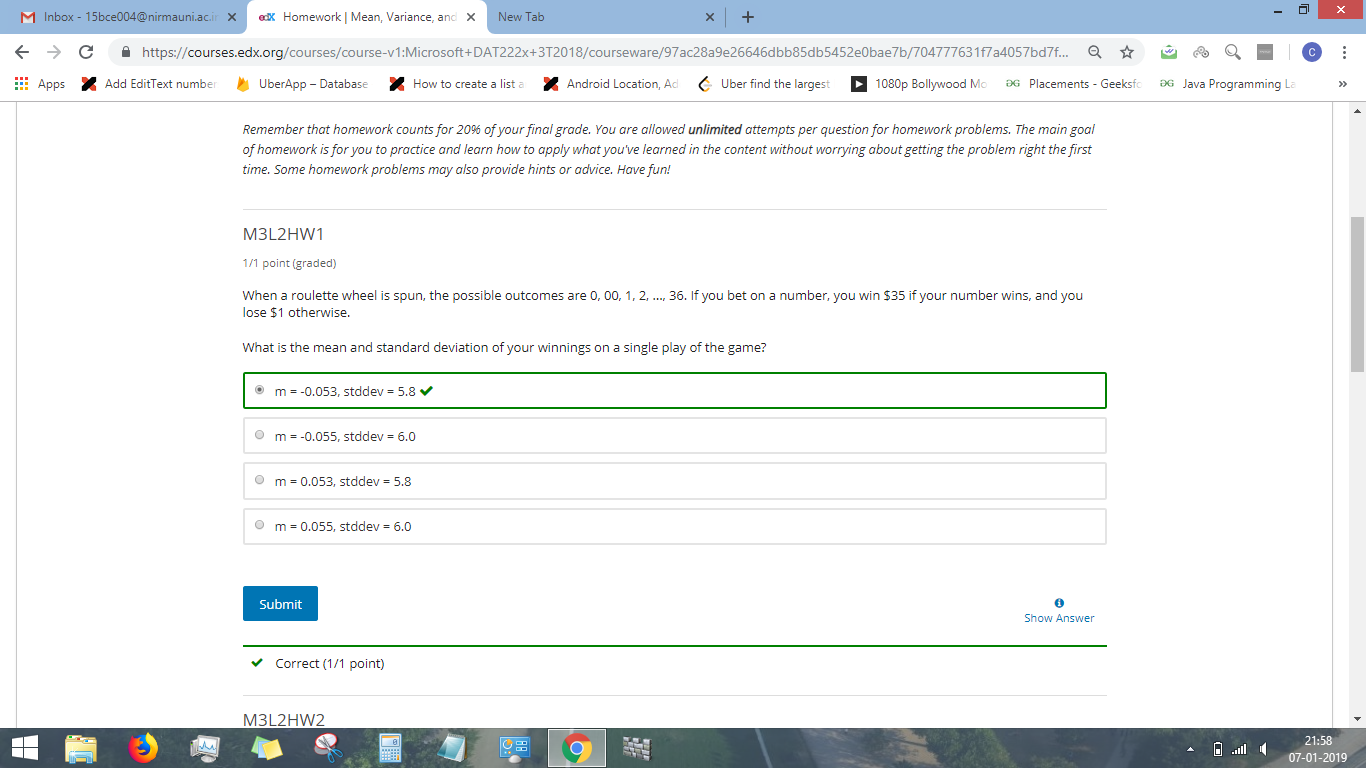 Inbox - 15bce004@nirmauni.ac.in
edX Homework | Mean, Variance, and
New Tab
https://courses.edx.org/courses/course-v1:Microsoft+DAT222x+3T2018/courseware/97ac28a9e26646dbb85db5452e0bae7b/704777631f7a4057bd7f...
C
Apps
Add EditText number
UberApp – Database
How to create a list a
Android Location, Ad
Uber find the largest
1080p Bollywood Mo
Placements - Geeksfo
Java Programming La
»
Remember that homework counts for 20% of your final grade. You are allowed unlimited attempts per question for homework problems. The main goal
of homework is for you to practice and learn how to apply what you've learned in the content without worrying about getting the problem right the first
time. Some homework problems may also provide hints or advice. Have fun!
M3L2HW1
1/1 point (graded)
When a roulette wheel is spun, the possible outcomes are 0, 00, 1, 2, ..., 36. If you bet on a number, you win $35 if your number wins, and you
lose $1 otherwise.
What is the mean and standard deviation of your winnings on a single play of the game?
m = -0.053, stddev = 5.8
m = -0.055, stddev = 6.0
m = 0.053, stddev = 5.8
m = 0.055, stddev = 6.0
Submit
Show Answer
Correct (1/1 point)
M3L2HW2
21:58
07-01-2019